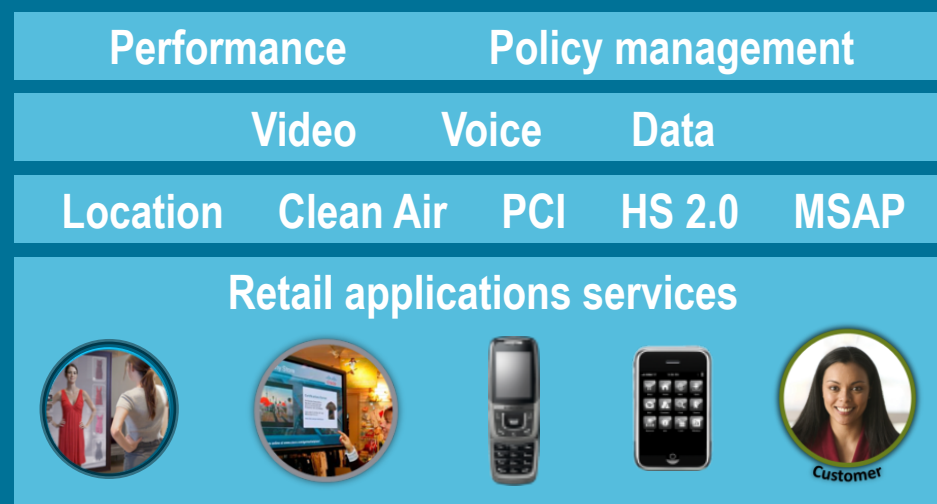 Performance Policy management
Video Voice Data
Location Clean Air PCI HS 2.0 MSAP
Retail applications services
Customer